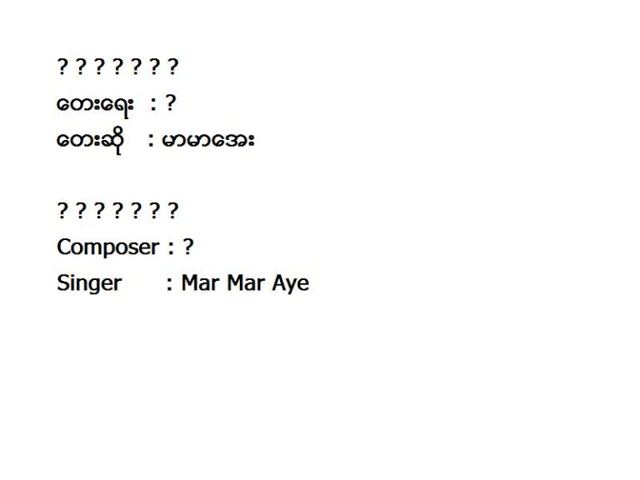 ? ? ? ? ? ? ?
တေးရေး : ?
တေးဆို : မာမာအေး
? ? ? ? ? ? ?
Composer : ?
Singer : Mar Mar Aye